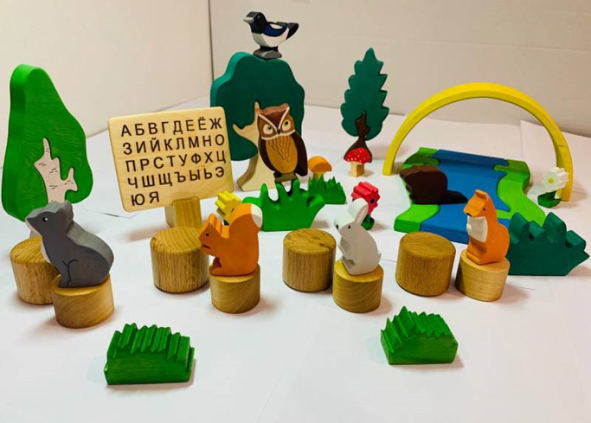 АБВГДЕЁЖ
ЗИЙКЛМНО
ПРСТУФХЦ
ЧШЩЪЫЬЭ
ЮЯ